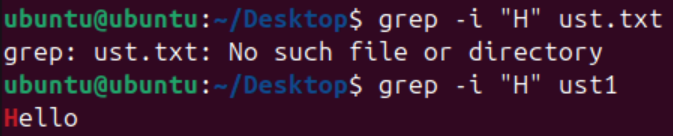 ubuntu@ubuntu:~/Desktop$ grep -i "H" ust.txt
grep: ust.txt: No such file or directory
ubuntu@ubuntu:~/Desktop$ grep -i "H" ust1
Hello